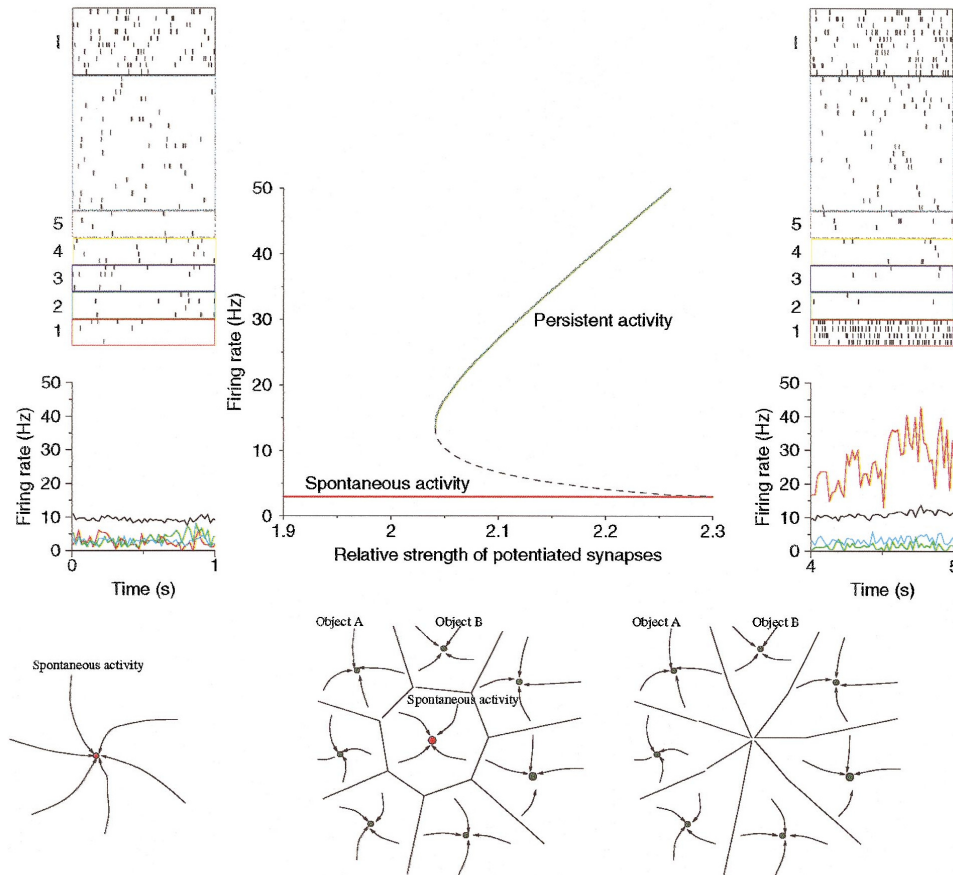 5
4
3
2
1
50
40
30
20
10
0
Firing rate (Hz)
0
1
Time (s)
50
40
30
20
10
0
Firing rate (Hz)
Persistent activity
Spontaneous activity
1.9
2
2.1
2.2
2.3
Relative strength of potentiated synapses
5
4
3
2
1
50
40
30
20
10
0
Firing rate (Hz)
4
5
Time (s)
Spontaneous activity
Object A
Object B
Spontaneous activity
Object A
Object B